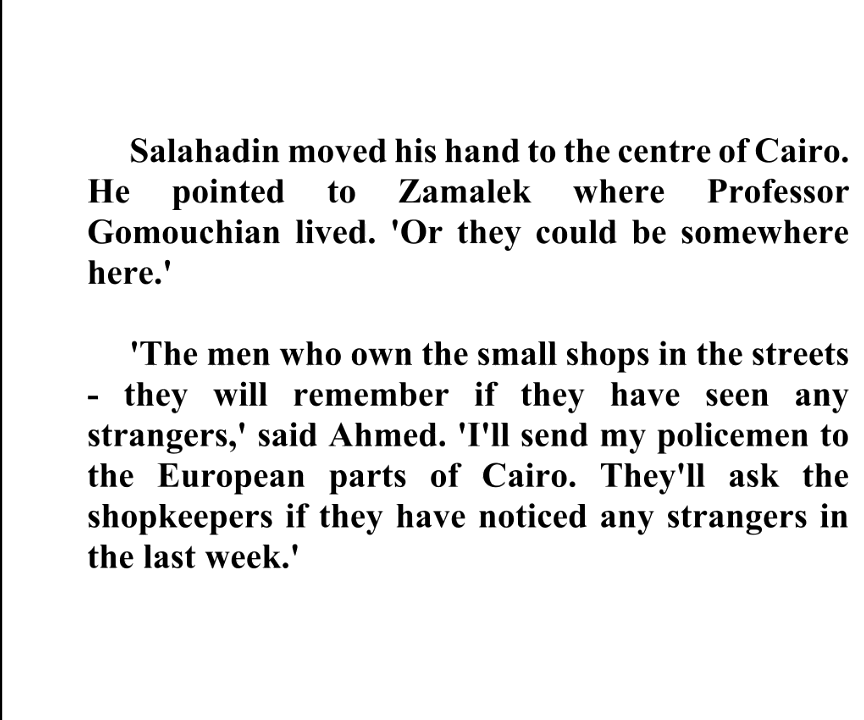 Salahadin moved his hand to the centre of Cairo.
He pointed to Zamalek where Professor
Gomouchian lived. 'Or they could be somewhere
here.'
'The men who own the small shops in the streets
- they will remember if they have seen any
strangers,' said Ahmed. 'I'll send my policemen to
the European parts of Cairo. They'll ask the
shopkeepers if they have noticed any strangers in
the last week.'